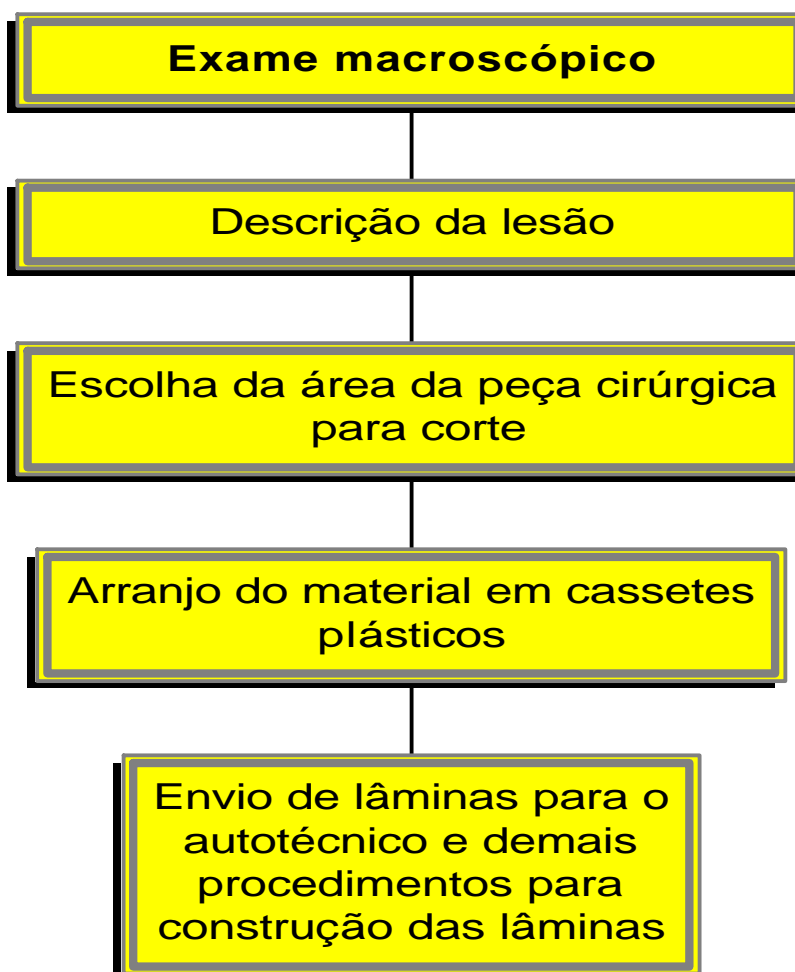 Exame macroscópico
Descrição da lesão
Escolha da área da peça cirúrgica
para corte
Arranjo do material em cassetes
plásticos
Envio de lâminas para o
autotécnico e demais
procedimentos para
construção das lâminas